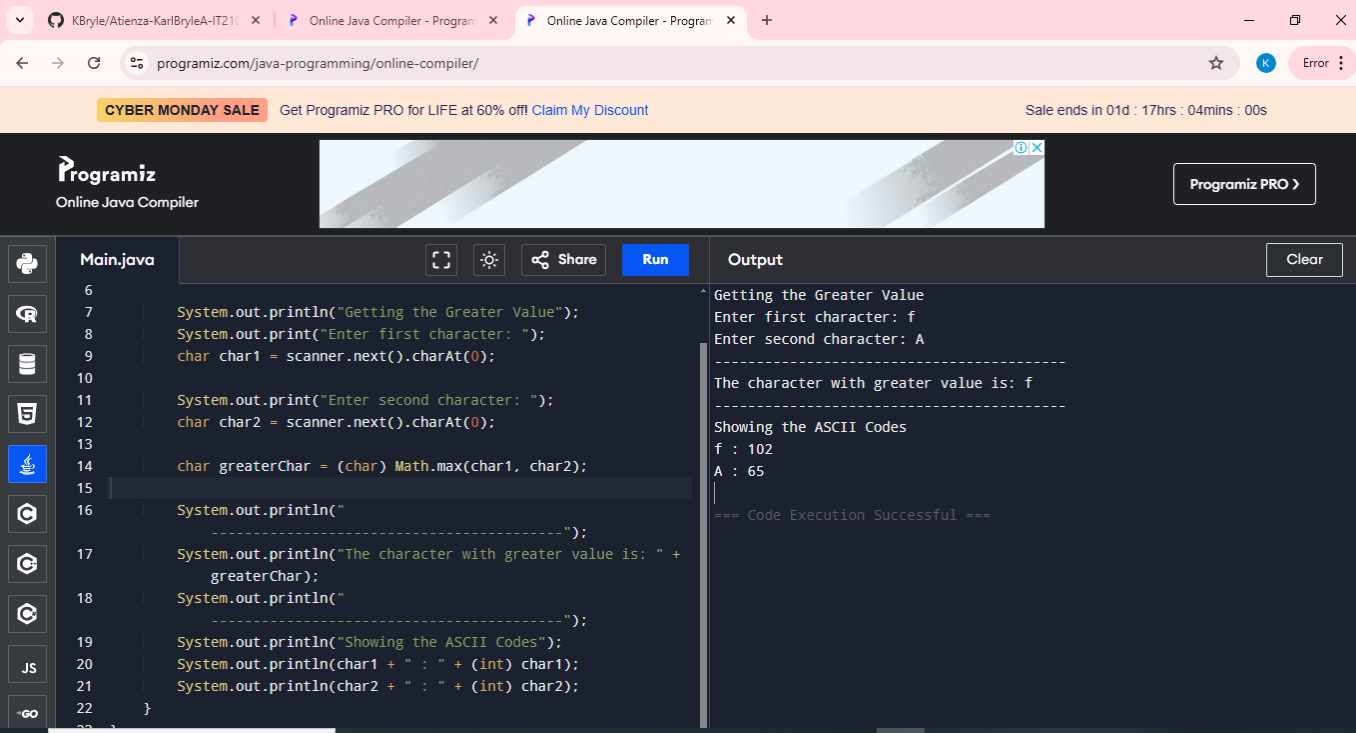 KBryle/Atienza-KarlBryleA-IT21
Online Java Compiler - Program
Online Java Compiler - Program
programiz.com/java-programming/online-compiler/
K
Error
CYBER MONDAY SALE Get Programiz PRO for LIFE at 60% off! Claim My Discount
Sale ends in 01d : 17hrs : 04mins : 00s
Programiz
Online Java Compiler
Programiz PRO ❯
Main.java
Share
Run
Output
Clear
6
7 System.out.println("Getting the Greater Value");
8 System.out.print("Enter first character: ");
9 char char1 = scanner.next().charAt(0);
10
11 System.out.print("Enter second character: ");
12 char char2 = scanner.next().charAt(0);
13
14 char greaterChar = (char) Math.max(char1, char2);
15
16 System.out.println("
------------------------------------------");
17 System.out.println("The character with greater value is: " +
greaterChar);
18 System.out.println("
------------------------------------------");
19 System.out.println("Showing the ASCII Codes");
20 System.out.println(char1 + " : " + (int) char1);
21 System.out.println(char2 + " : " + (int) char2);
22 }
JS
GO
Getting the Greater Value
Enter first character: f
Enter second character: A
------------------------------------------
The character with greater value is: f
------------------------------------------
Showing the ASCII Codes
f : 102
A : 65
=== Code Execution Successful ===